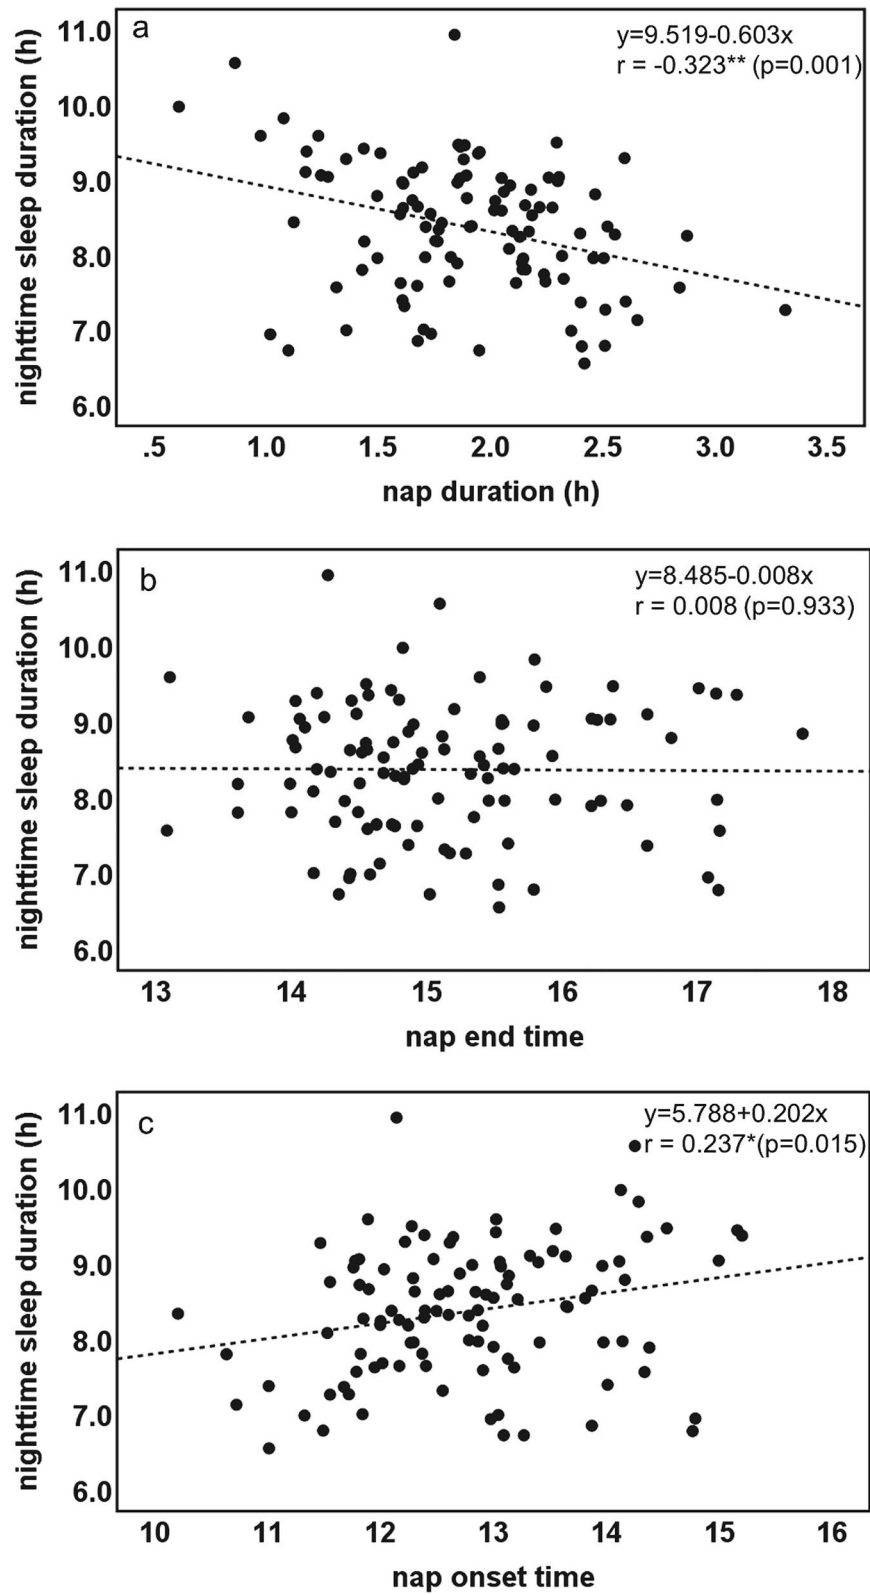 a
y=9.519-0.603x
r = -0.323** (p=0.001)
nighttime sleep duration (h)
11.0
10.0
9.0
8.0
7.0
6.0
.5 1.0 1.5 2.0 2.5 3.0 3.5
nap duration (h)
b
y=8.485-0.008x
r = 0.008 (p=0.933)
nighttime sleep duration (h)
11.0
10.0
9.0
8.0
7.0
6.0
13 14 15 16 17 18
nap end time
c
y=5.788+0.202x
r = 0.237*(p=0.015)
nighttime sleep duration (h)
11.0
10.0
9.0
8.0
7.0
6.0
10 11 12 13 14 15 16
nap onset time